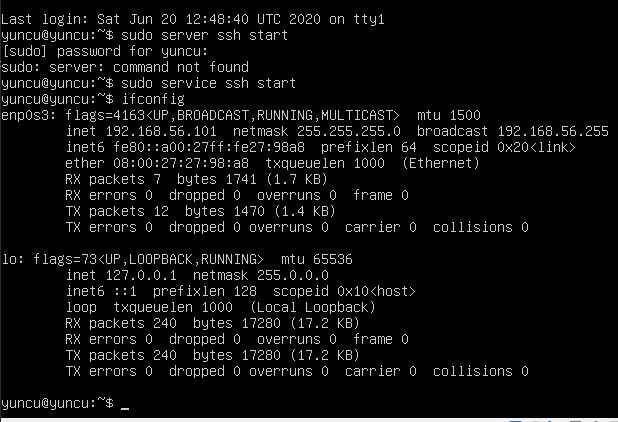 Last login: Sat Jun 20 12:48:40 UTC 2020 on tty1
yuncu@yuncu:~$ sudo server ssh start
[sudo] password for yuncu:
sudo: server: command not found
yuncu@yuncu:~$ sudo service ssh start
yuncu@yuncu:~$ ifconfig
enp0s3: flags=4163<UP,BROADCAST,RUNNING,MULTICAST>  mtu 1500
        inet 192.168.56.101  netmask 255.255.255.0  broadcast 192.168.56.255
        inet6 fe80::a00:27ff:fe27:98a8  prefixlen 64  scopeid 0x20<link>
        ether 08:00:27:27:98:a8  txqueuelen 1000  (Ethernet)
        RX packets 7  bytes 1741 (1.7 KB)
        RX errors 0  dropped 0  overruns 0  frame 0
        TX packets 12  bytes 1470 (1.4 KB)
        TX errors 0  dropped 0 overruns 0  carrier 0  collisions 0

lo: flags=73<UP,LOOPBACK,RUNNING>  mtu 65536
        inet 127.0.0.1  netmask 255.0.0.0
        inet6 ::1  prefixlen 128  scopeid 0x10<host>
        loop  txqueuelen 1000  (Local Loopback)
        RX packets 240  bytes 17280 (17.2 KB)
        RX errors 0  dropped 0  overruns 0  frame 0
        TX packets 240  bytes 17280 (17.2 KB)
        TX errors 0  dropped 0 overruns 0  carrier 0  collisions 0

yuncu@yuncu:~$ _